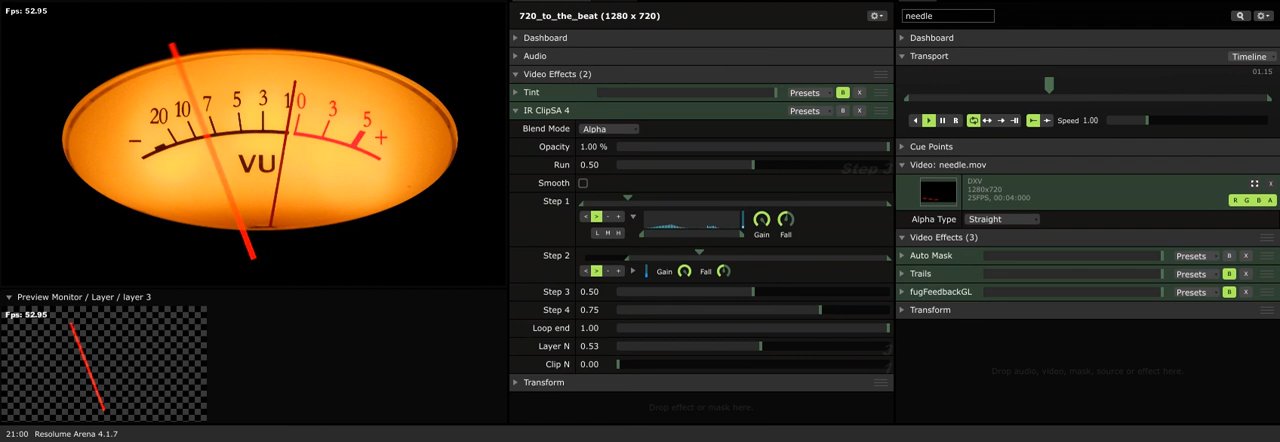 Fps: 52.95
20 10 7 5 3 1 0 3 5
- +
VU
Preview Monitor / Layer / layer 3
Fps: 52.95
720_to_the_beat (1280 x 720)
Dashboard
Audio
Video Effects (2)
Tint Presets B X
IR ClipSA 4 Presets B X
Blend Mode Alpha
Opacity 1.00 %
Run 0.50
Step 3
Smooth
Step 1
< > - +
L M H
Gain Fall
Step 2
< > - + Gain Fall
Step 3 0.50
Step 4 0.75
Loop end 1.00
Layer N 0.53
3
Clip N 0.00
Transform
Drop effect or mask here.
needle
Dashboard
Transport Timeline
01.15
R Speed 1.00
Cue Points
Video: needle.mov
DXV
1280x720
25FPS, 00:04:000
X
R G B A
Alpha Type Straight
Video Effects (3)
Auto Mask Presets B X
Trails Presets B X
fugFeedbackGL Presets B X
Transform
Drop audio, video, mask, source or effect here.
21:00 Resolume Arena 4.1.7